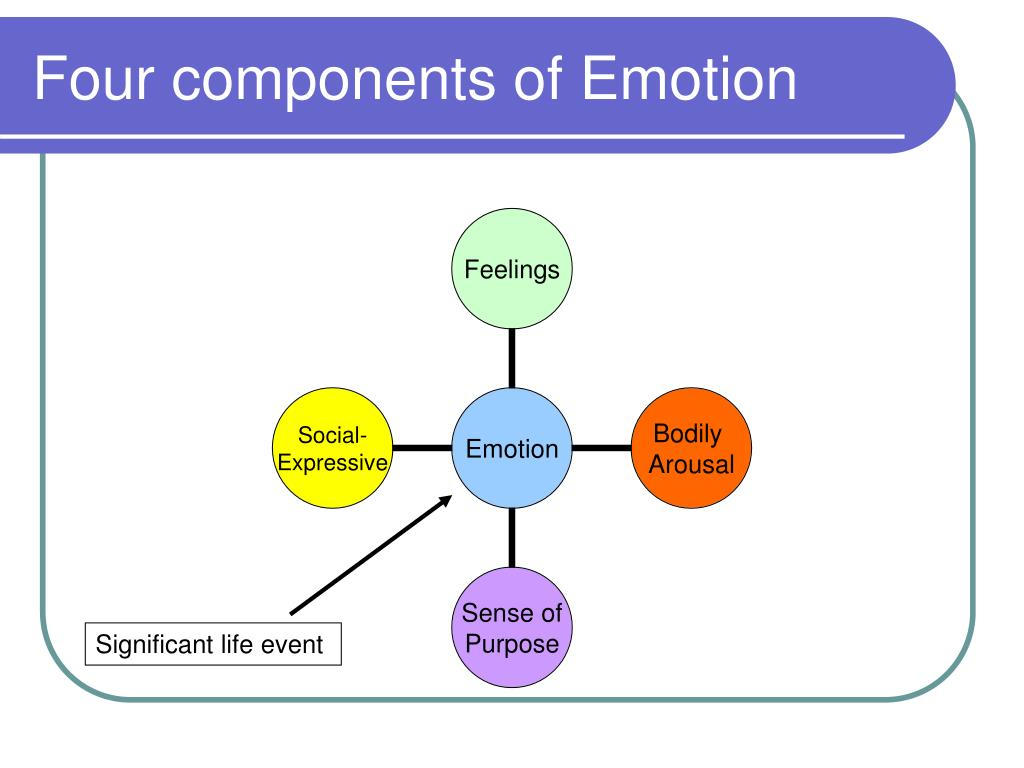 Four components of Emotion
Feelings
Social-
Expressive
Emotion
Bodily
Arousal
Sense of
Purpose
Significant life event